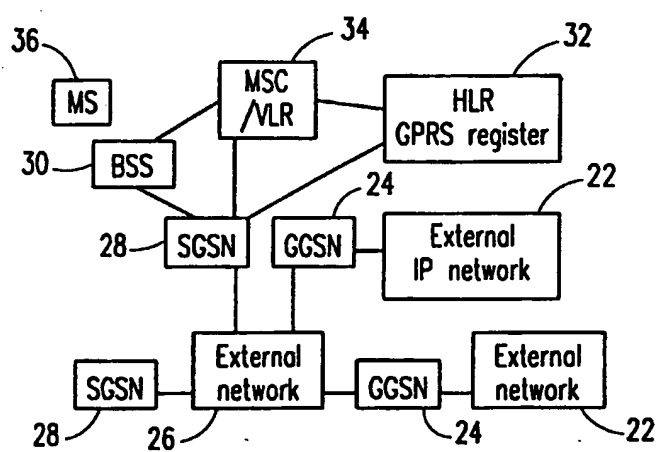 36
34
32
MS
MSC
/VLR
HLR
GPRS register
30
BSS
24
22
28
SGSN
GGSN
External
IP network
SGSN
External
network
GGSN
External
network
28
26
24
22